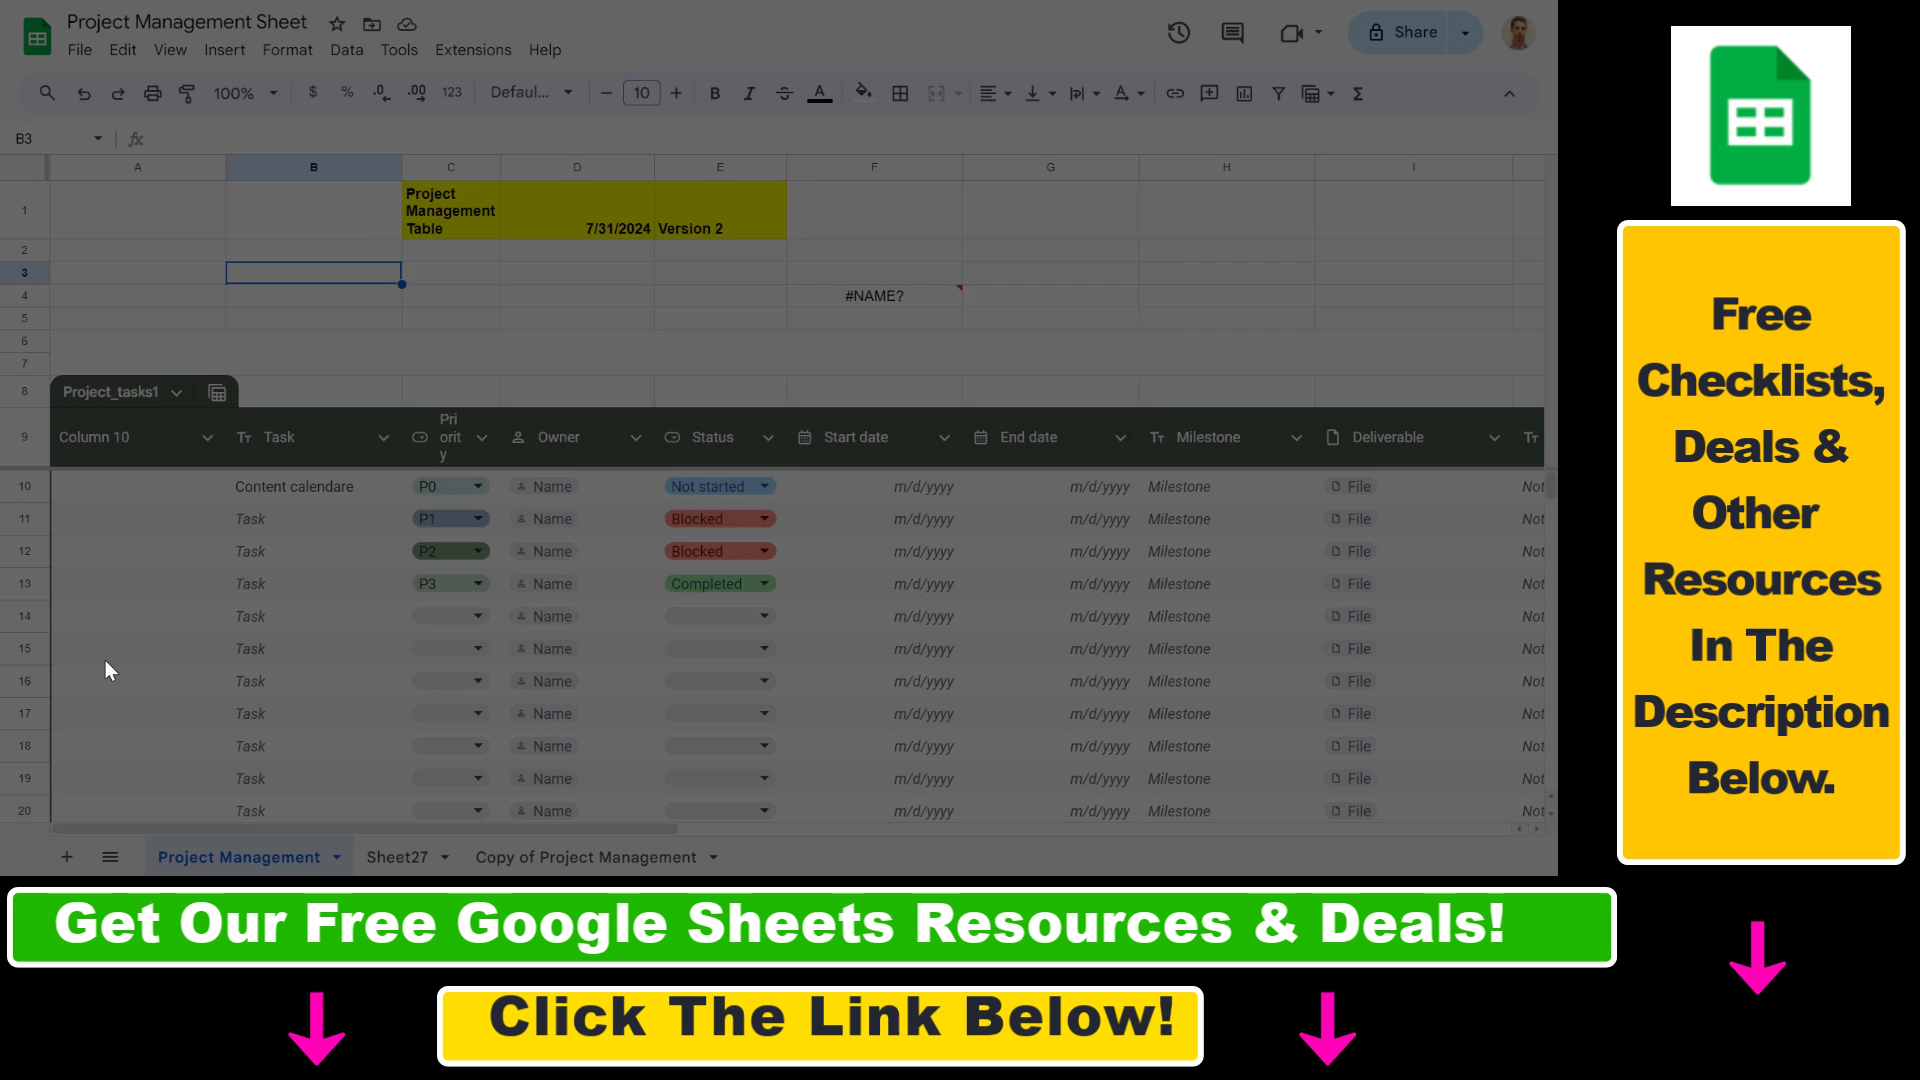 Project Management Sheet
File Edit View Insert Format Data Tools Extensions Help
Share
100% $ % .0 .00 123 Defaul... 10 B I A Σ
B3 fx
A B C D E F G H I
1 Project Management Table 7/31/2024 Version 2
2
3
4 #NAME?
5
6
7
8 Project_tasks1
9 Column 10 Tт Task Priority Owner Status Start date End date Tт Milestone Deliverable Tт
10 Content calendare P0 Name Not started m/d/yyyy m/d/yyyy Milestone File Not
11 Task P1 Name Blocked m/d/yyyy m/d/yyyy Milestone File Not
12 Task P2 Name Blocked m/d/yyyy m/d/yyyy Milestone File Not
13 Task P3 Name Completed m/d/yyyy m/d/yyyy Milestone File Not
14 Task Name m/d/yyyy m/d/yyyy Milestone File Not
15 Task Name m/d/yyyy m/d/yyyy Milestone File Not
16 Task Name m/d/yyyy m/d/yyyy Milestone File Not
17 Task Name m/d/yyyy m/d/yyyy Milestone File Not
18 Task Name m/d/yyyy m/d/yyyy Milestone File Not
19 Task Name m/d/yyyy m/d/yyyy Milestone File Not
20 Task Name m/d/yyyy m/d/yyyy Milestone File Not
Project Management Sheet27 Copy of Project Management
Free
Checklists,
Deals &
Other
Resources
In The
Description
Below.
Get Our Free Google Sheets Resources & Deals!
Click The Link Below!